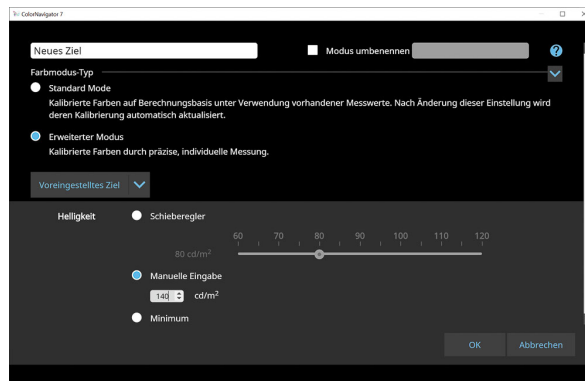 ColorNavigator 7
Neues Ziel
Modus umbenennen
?
Farbmodus-Typ
Standard Mode
Kalibrierte Farben auf Berechnungsbasis unter Verwendung vorhandener Messwerte. Nach Änderung dieser Einstellung wird
deren Kalibrierung automatisch aktualisiert.
Erweiterter Modus
Kalibrierte Farben durch präzise, individuelle Messung.
Voreingestelltes Ziel
Helligkeit
Schieberegler
60 70 80 90 100 110 120
80 cd/m²
Manuelle Eingabe
140 cd/m²
Minimum
OK Abbrechen